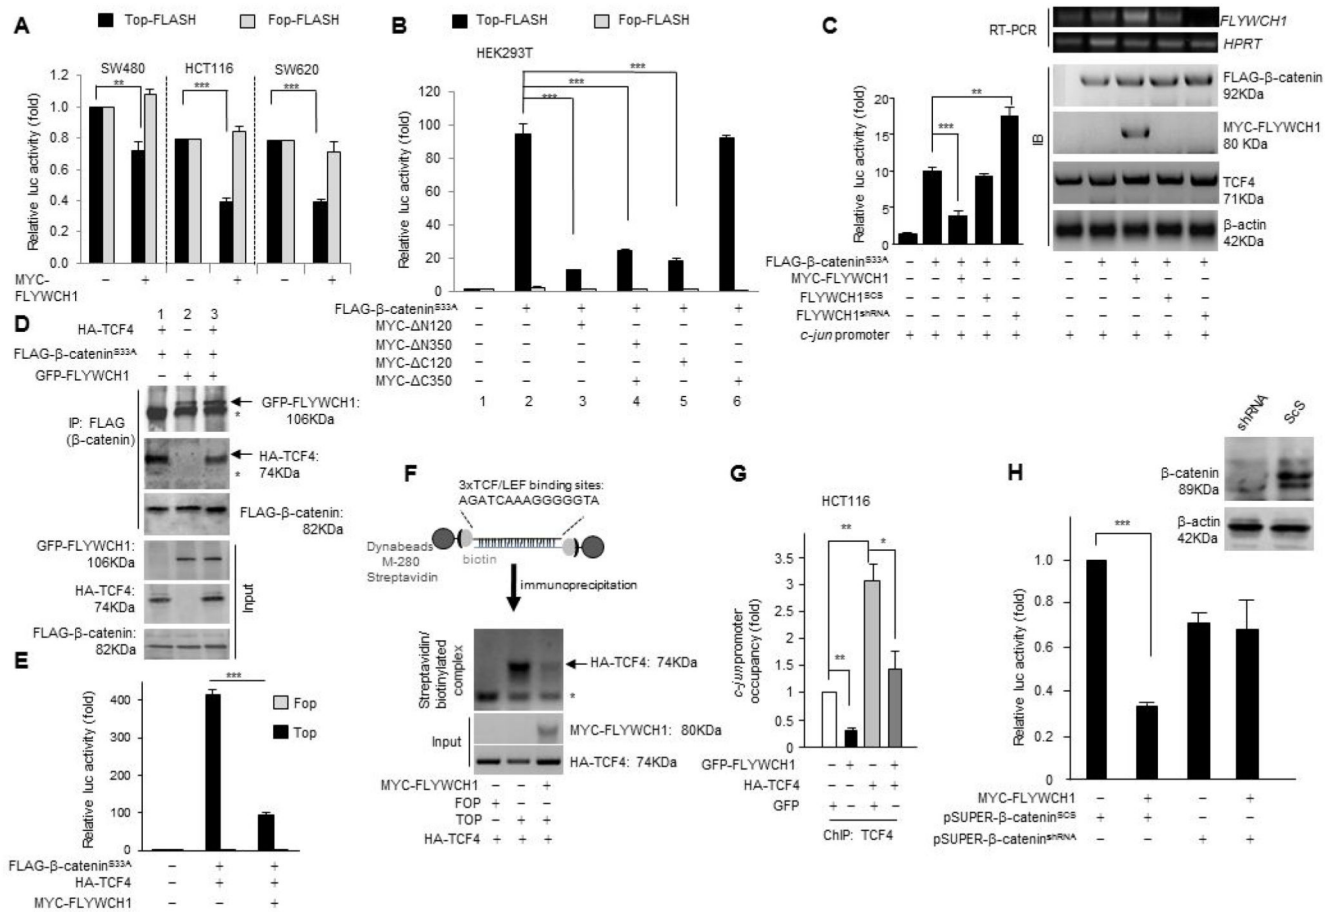 A
Top-FLASH
Fop-FLASH
SW480
HCT116
SW620
Relative luc activity (fold)
1.2
1.0
0.8
0.6
0.4
0.2
0.0
**
***
***
– + – + – +
MYC-
FLYWCH1
B
Top-FLASH
Fop-FLASH
HEK293T
Relative luc activity (fold)
120
100
80
60
40
20
0
***
***
***
FLAG-β-catenin^S33A – + + + + +
MYC-ΔN120 – – + – – –
MYC-ΔN350 – – – + – –
MYC-ΔC120 – – – – + –
MYC-ΔC350 – – – – – +
1 2 3 4 5 6
C
RT-PCR
FLYWCH1
HPRT
IB
FLAG-β-catenin
92KDa
MYC-FLYWCH1
80 KDa
TCF4
71KDa
β-actin
42KDa
Relative luc activity (fold)
20
15
10
5
0
***
**
FLAG-β-catenin^S33A – + + + + – + + + +
MYC-FLYWCH1 – – + – – – – + – –
FLYWCH1^SCS – – – + – – – – + –
FLYWCH1^shRNA – – – – + – – – – +
c-jun promoter + + + + + + + + + +
D
1 2 3
HA-TCF4 + – +
FLAG-β-catenin^S33A + + +
GFP-FLYWCH1 – + +
IP: FLAG
(β-catenin)
GFP-FLYWCH1:
106KDa
*
HA-TCF4:
74KDa
*
FLAG-β-catenin:
82KDa
GFP-FLYWCH1:
106KDa
HA-TCF4:
74KDa
FLAG-β-catenin:
82KDa
Input
E
Relative luc activity (fold)
400
300
200
100
0
***
Fop
Top
FLAG-β-catenin^S33A – + +
HA-TCF4 – + +
MYC-FLYWCH1 – – +
F
3xTCF/LEF binding sites:
AGATCAAAGGGGGTA
Dynabeads
M-280
Streptavidin
biotin
immunoprecipitation
Streptavidin/
biotinylated
complex
HA-TCF4: 74KDa
*
Input
MYC-FLYWCH1: 80KDa
HA-TCF4: 74KDa
MYC-FLYWCH1 – – +
FOP + – –
TOP – + +
HA-TCF4 + + +
G
HCT116
c-jun promoter
occupancy (fold)
3.5
3
2.5
2
1.5
1
0.5
0
**
**
*
GFP-FLYWCH1 – + – +
HA-TCF4 – – + +
GFP + – + –
ChIP: TCF4
H
shRNA
ScS
β-catenin
89KDa
β-actin
42KDa
Relative luc activity (fold)
1.0
0.8
0.6
0.4
0.2
0
***
MYC-FLYWCH1 – + – +
pSUPER-β-catenin^SCS + + – –
pSUPER-β-catenin^shRNA – – + +